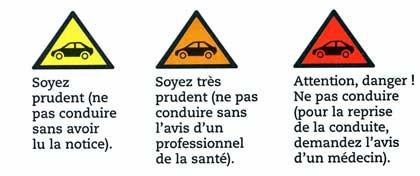 Soyez
prudent (ne
pas conduire
sans avoir
lu la notice).
Soyez très
prudent (ne pas
conduire sans
l'avis d'un
professionnel
de la santé).
Attention, danger !
Ne pas conduire
(pour la reprise
de la conduite,
demandez l'avis
d'un médecin).